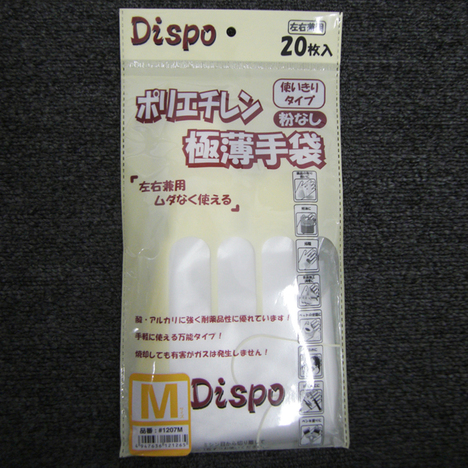 Dispo
左右兼用
20枚入
ポリエチレン
使いきり
タイプ
粉なし
極薄手袋
「左右兼用
ムダなく使える」
酸・アルカリに強く耐薬品性に優れています!
手軽に使える万能タイプ!
焼却しても有害がガスは発生しません!
M
Dispo
品番:#1207M